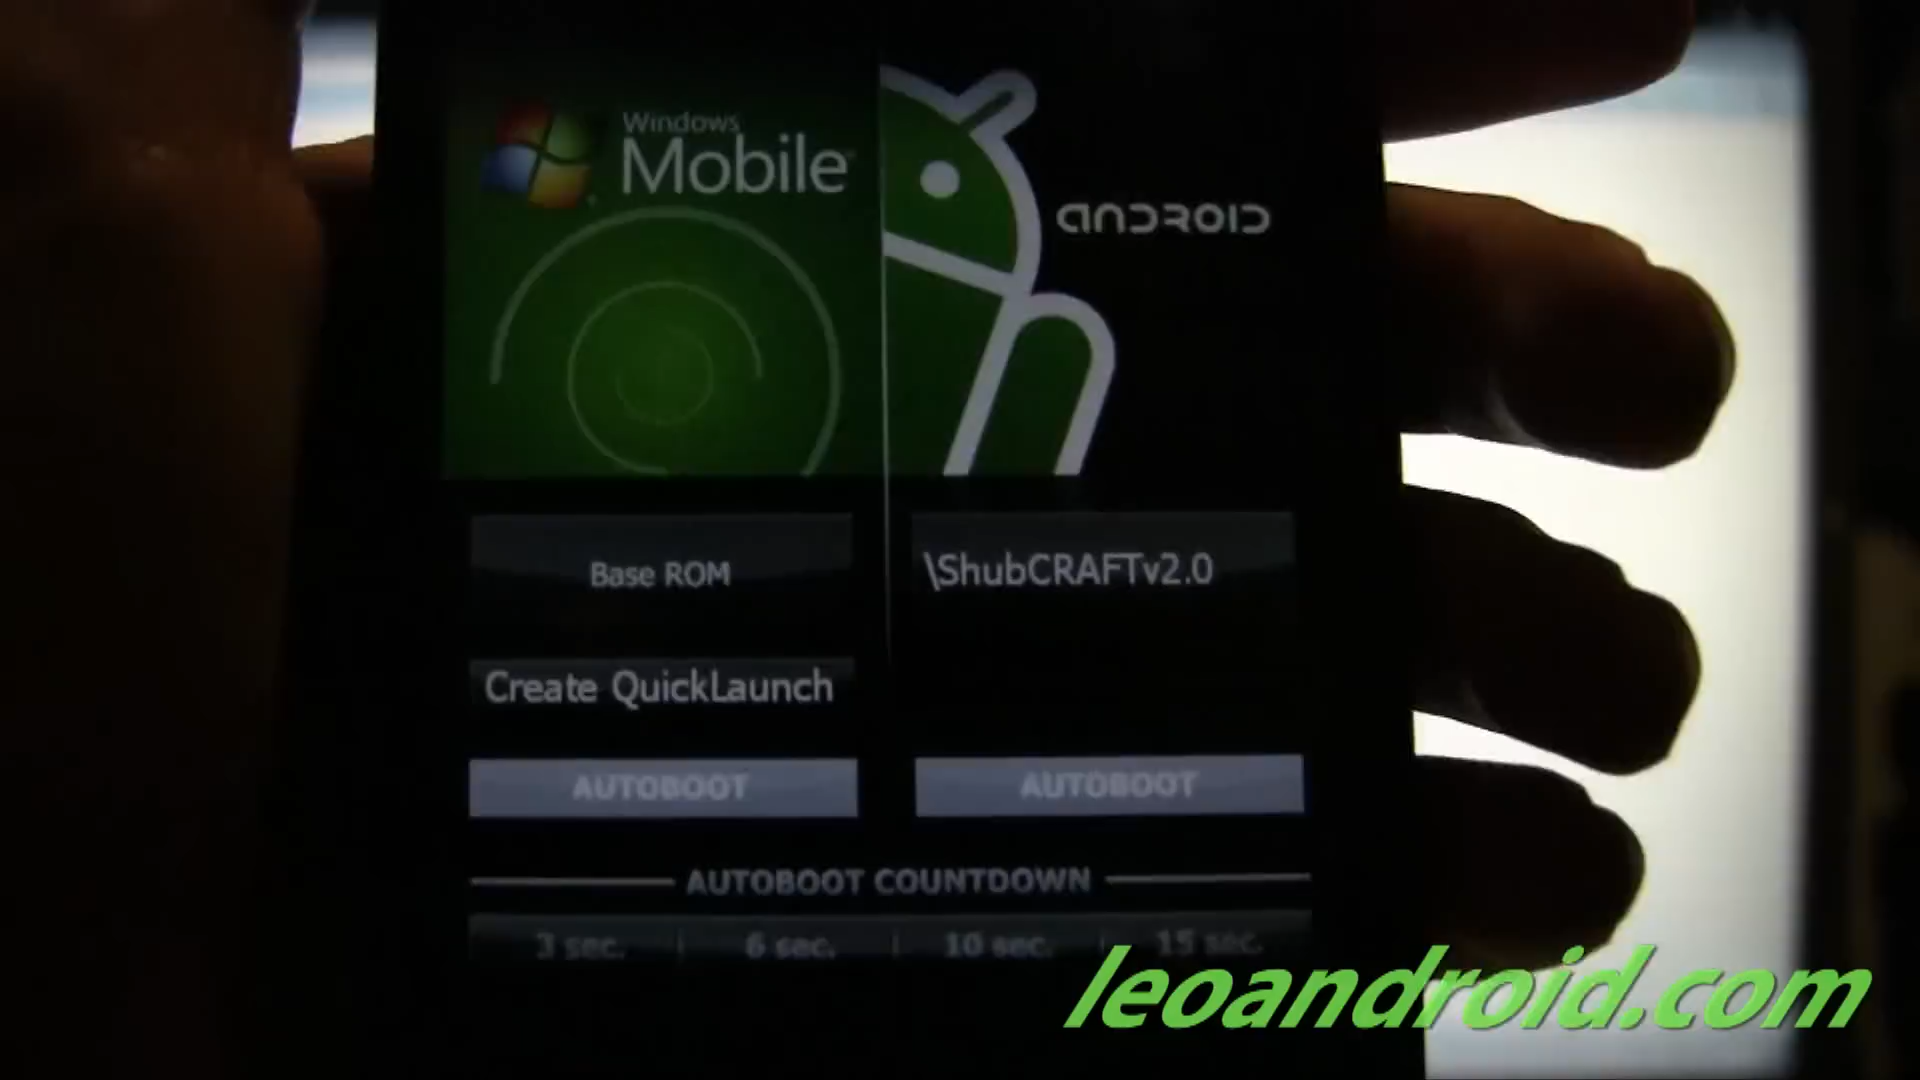 Windows
Mobile
ANDROID
Base ROM
\ShubCRAFTv2.0
Create QuickLaunch
AUTOBOOT
AUTOBOOT
AUTOBOOT COUNTDOWN
3 sec. | 6 sec. | 10 sec. | 15 sec.
leoandroid.com